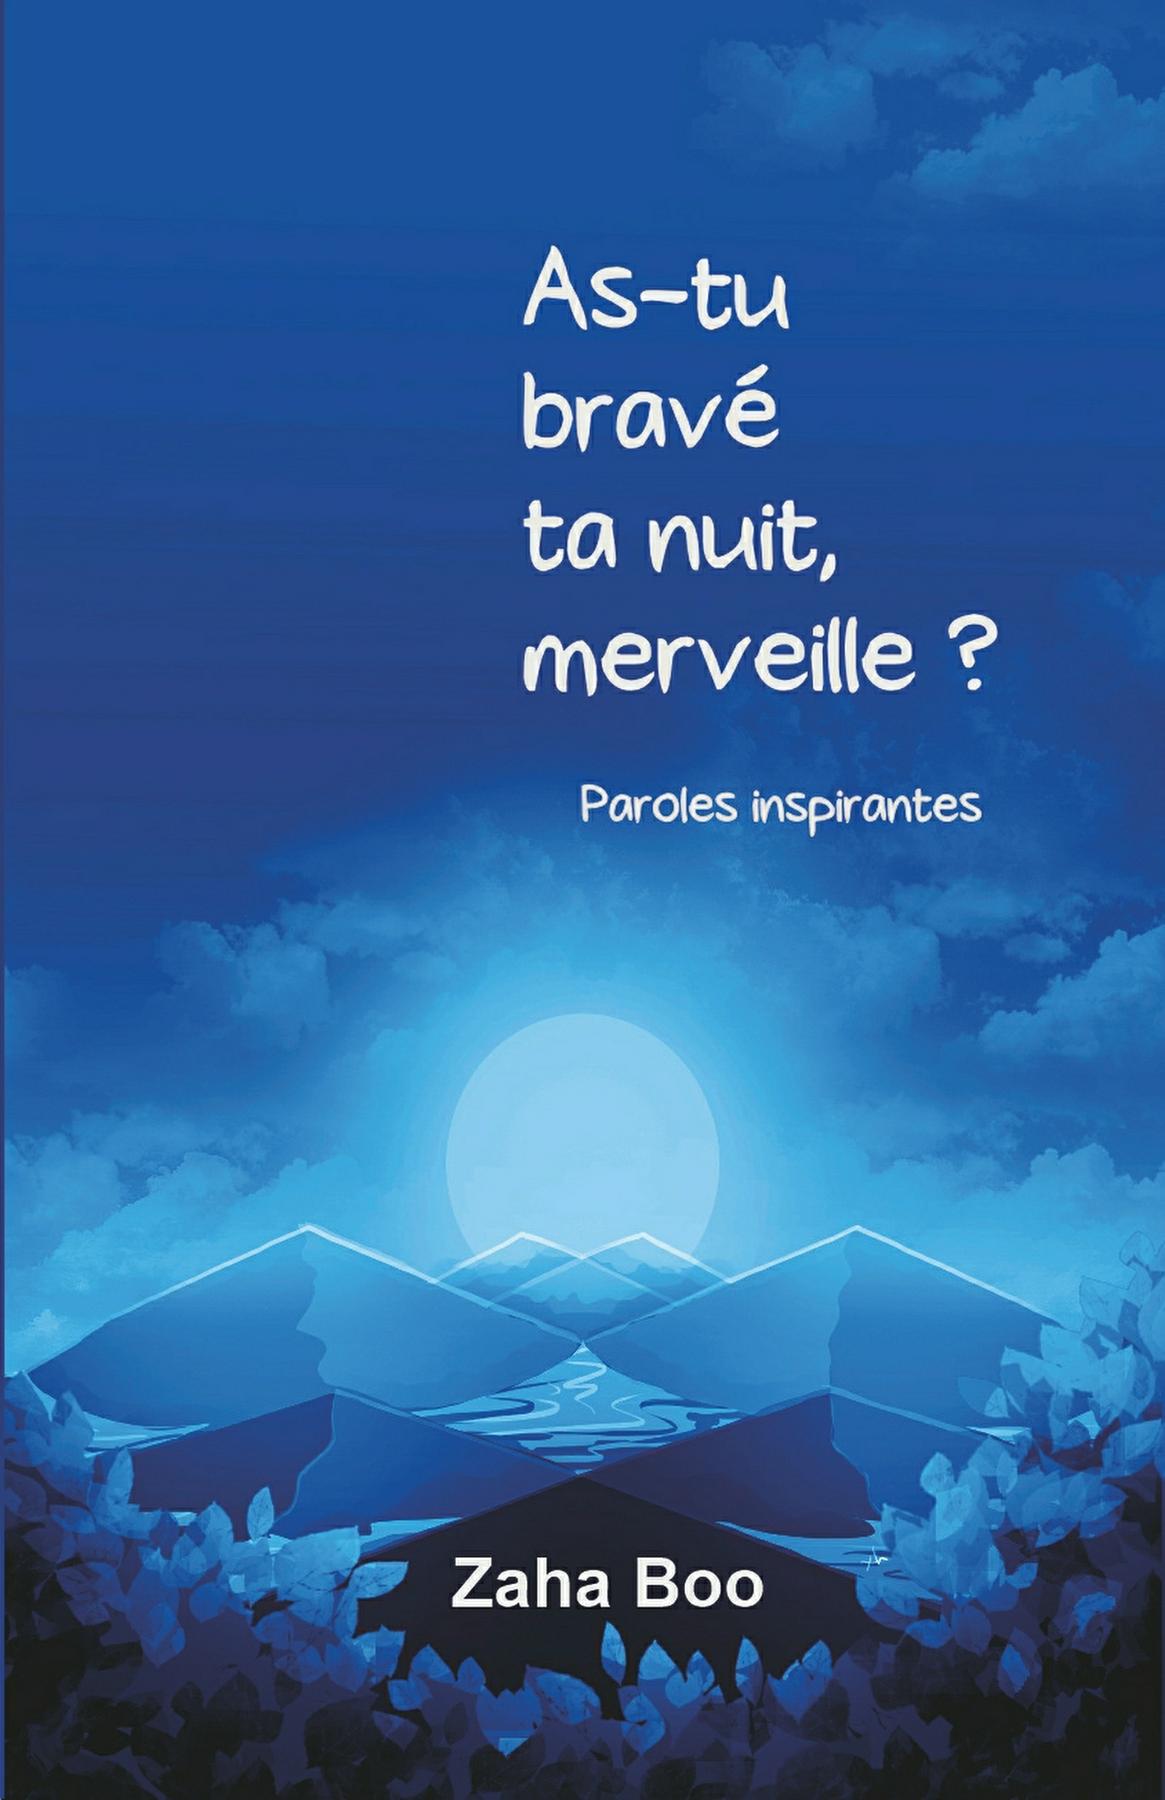 As-tu
bravé
ta nuit,
merveille ?
Paroles inspirantes
Zaha Boo